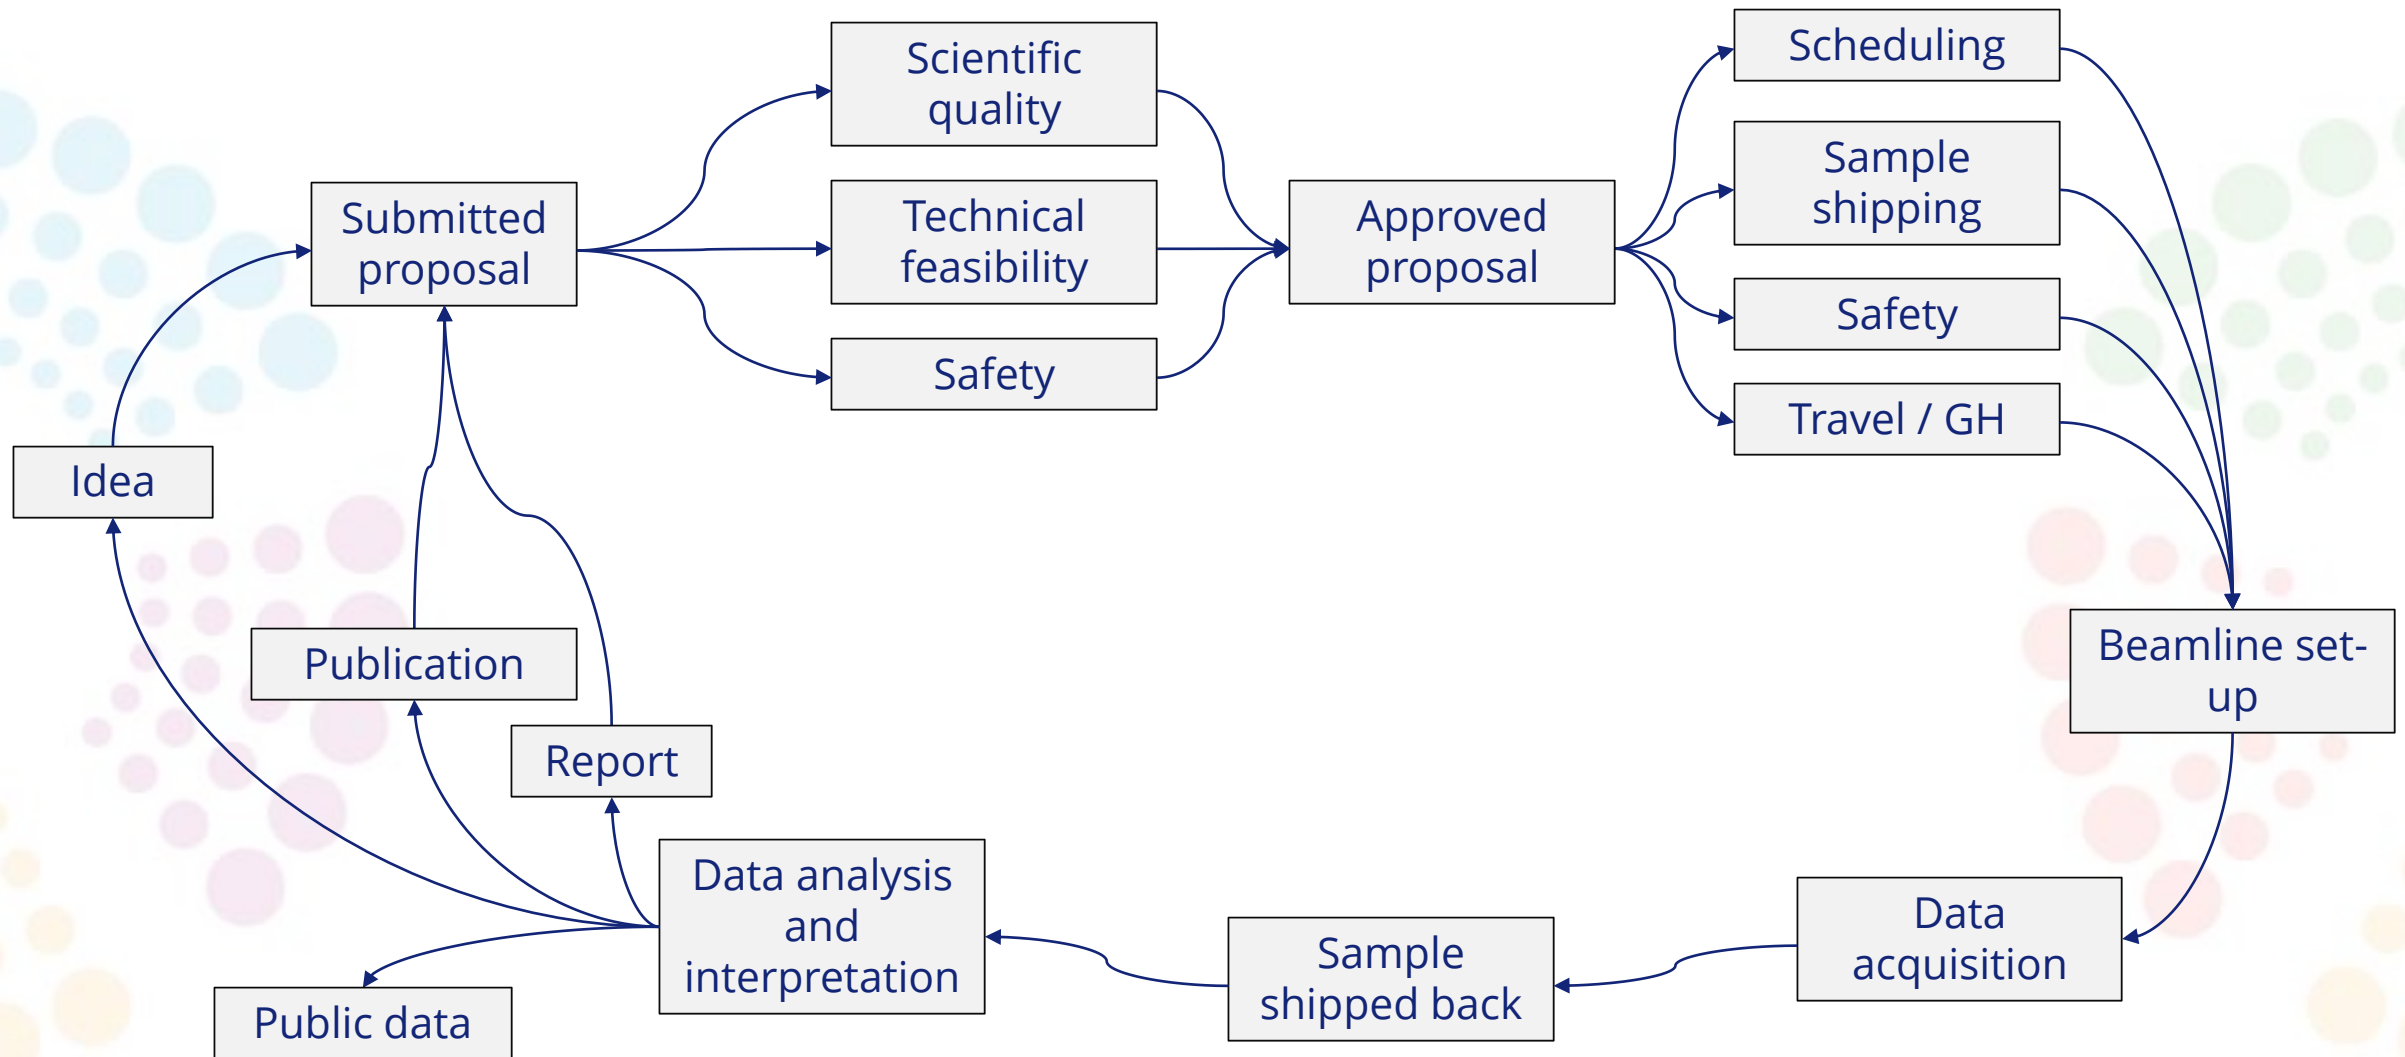 Scientific
quality
Technical
feasibility
Safety
Submitted
proposal
Approved
proposal
Scheduling
Sample
shipping
Safety
Travel / GH
Idea
Publication
Report
Beamline set-
up
Data analysis
and
interpretation
Sample
shipped back
Data
acquisition
Public data